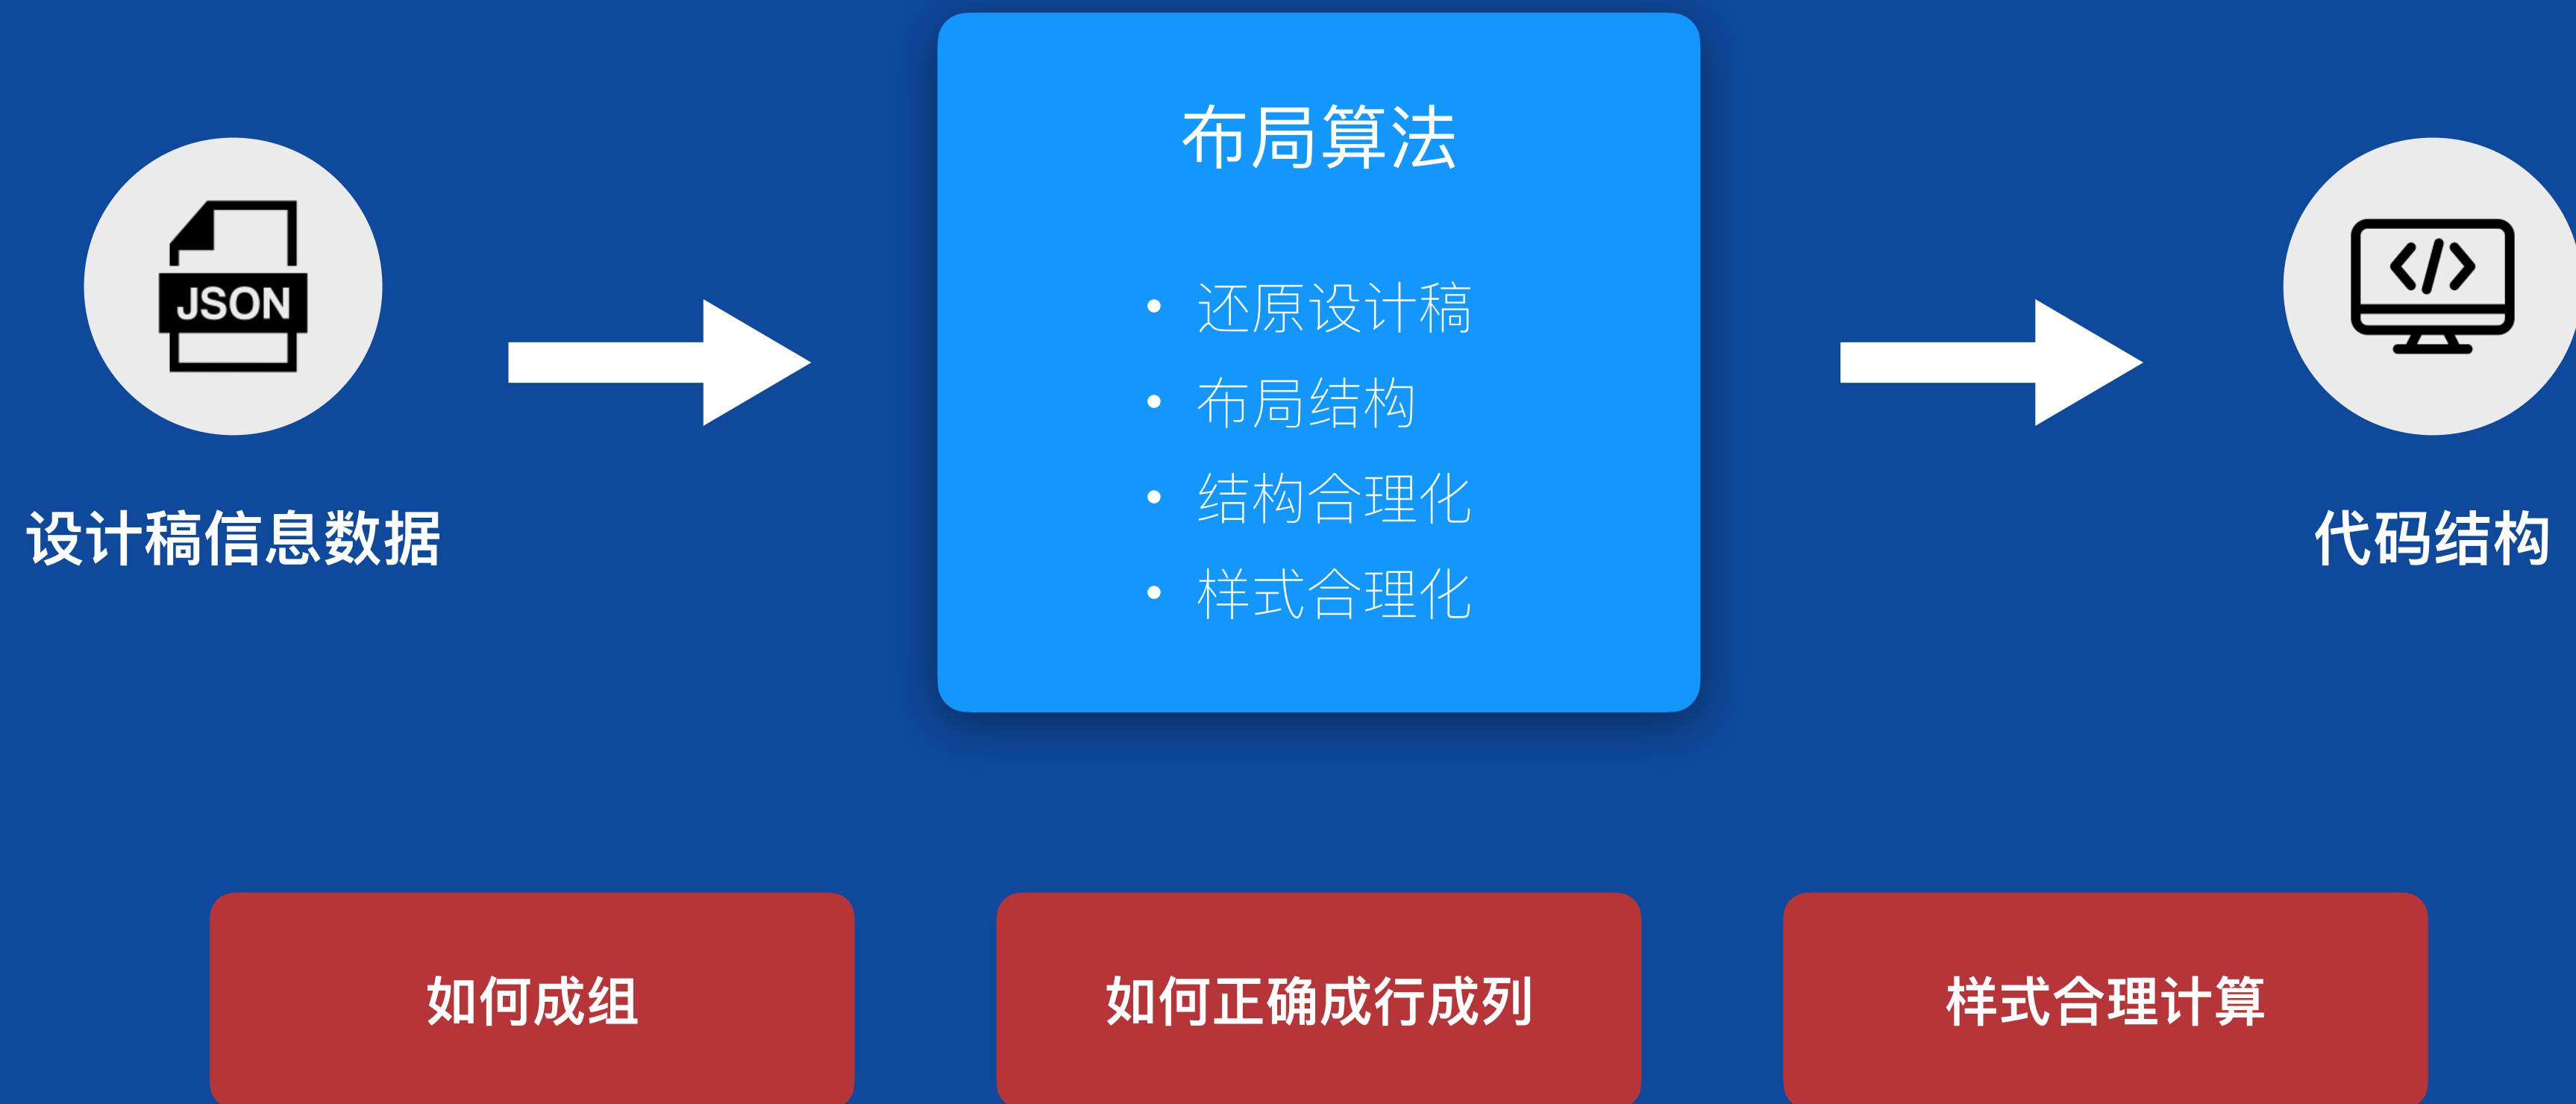 布局算法
JSON
• 还原设计稿
• 布局结构
• 结构合理化
• 样式合理化
设计稿信息数据
代码结构
如何成组
如何正确成行成列
样式合理计算